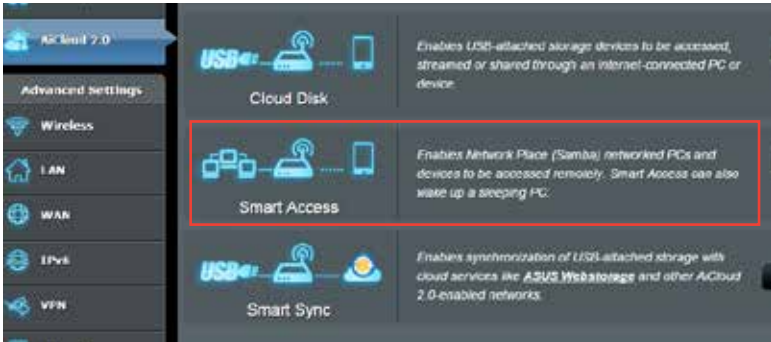 AiCloud 2.0
Advanced Settings
Wireless
LAN
WAN
IPv6
VPN
USB
Cloud Disk
Enables USB-attached storage devices to be accessed,
streamed or shared through an internet-connected PC or
device.
Smart Access
Enables Network Place (Samba) networked PCs and
devices to be accessed remotely. Smart Access can also
wake up a sleeping PC.
USB
Smart Sync
Enables synchronization of USB-attached storage with
cloud services like ASUS Webstorage and other AiCloud
2.0-enabled networks.